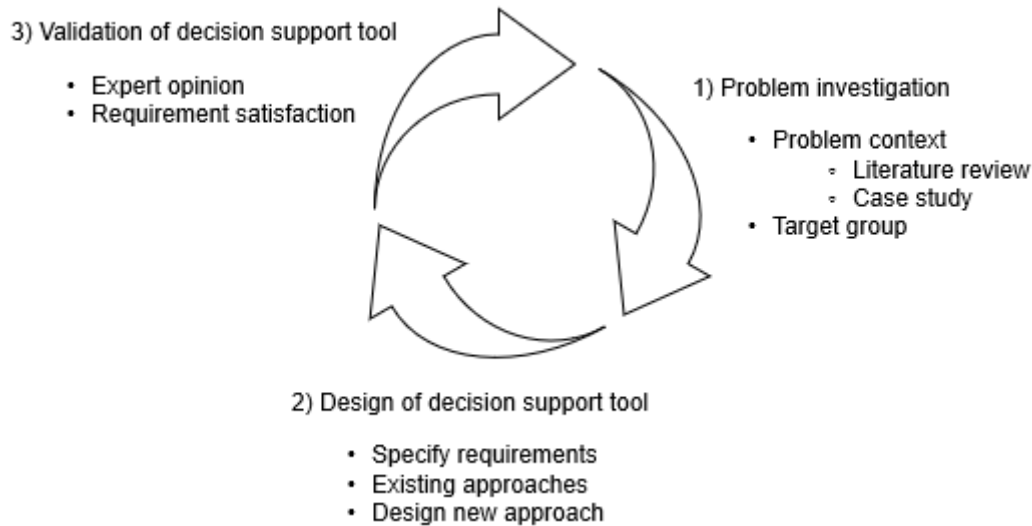 3) Validation of decision support tool
• Expert opinion
• Requirement satisfaction
1) Problem investigation
• Problem context
∘ Literature review
∘ Case study
• Target group
2) Design of decision support tool
• Specify requirements
• Existing approaches
• Design new approach